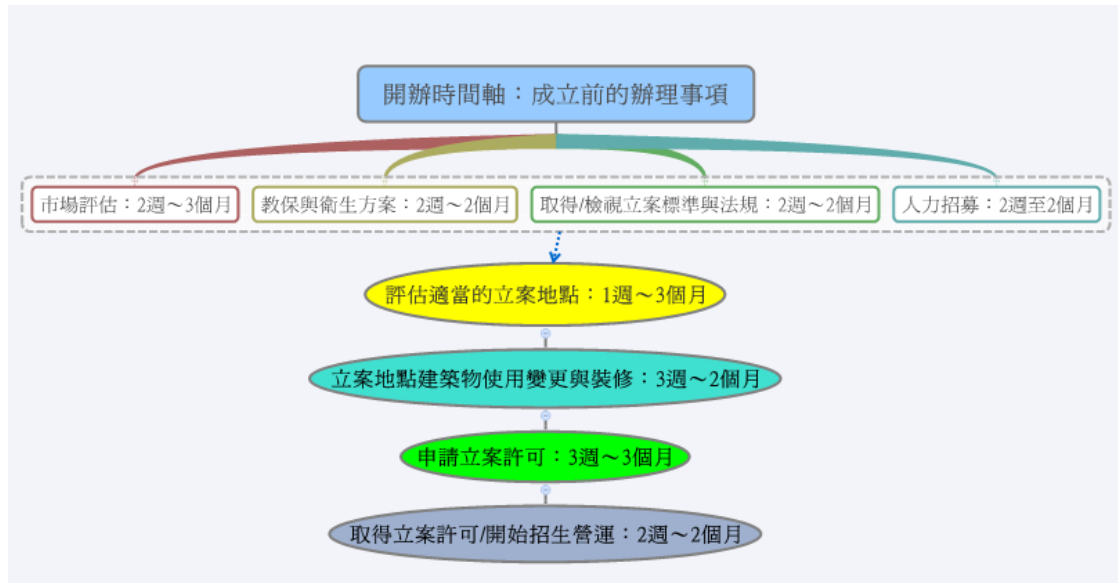 開辦時間軸：成立前的辦理事項
市場評估：2週～3個月
教保與衛生方案：2週～2個月
取得/檢視立案標準與法規：2週～2個月
人力招募：2週至2個月
評估適當的立案地點：1週～3個月
立案地點建築物使用變更與裝修：3週～2個月
申請立案許可：3週～3個月
取得立案許可/開始招生營運：2週～2個月